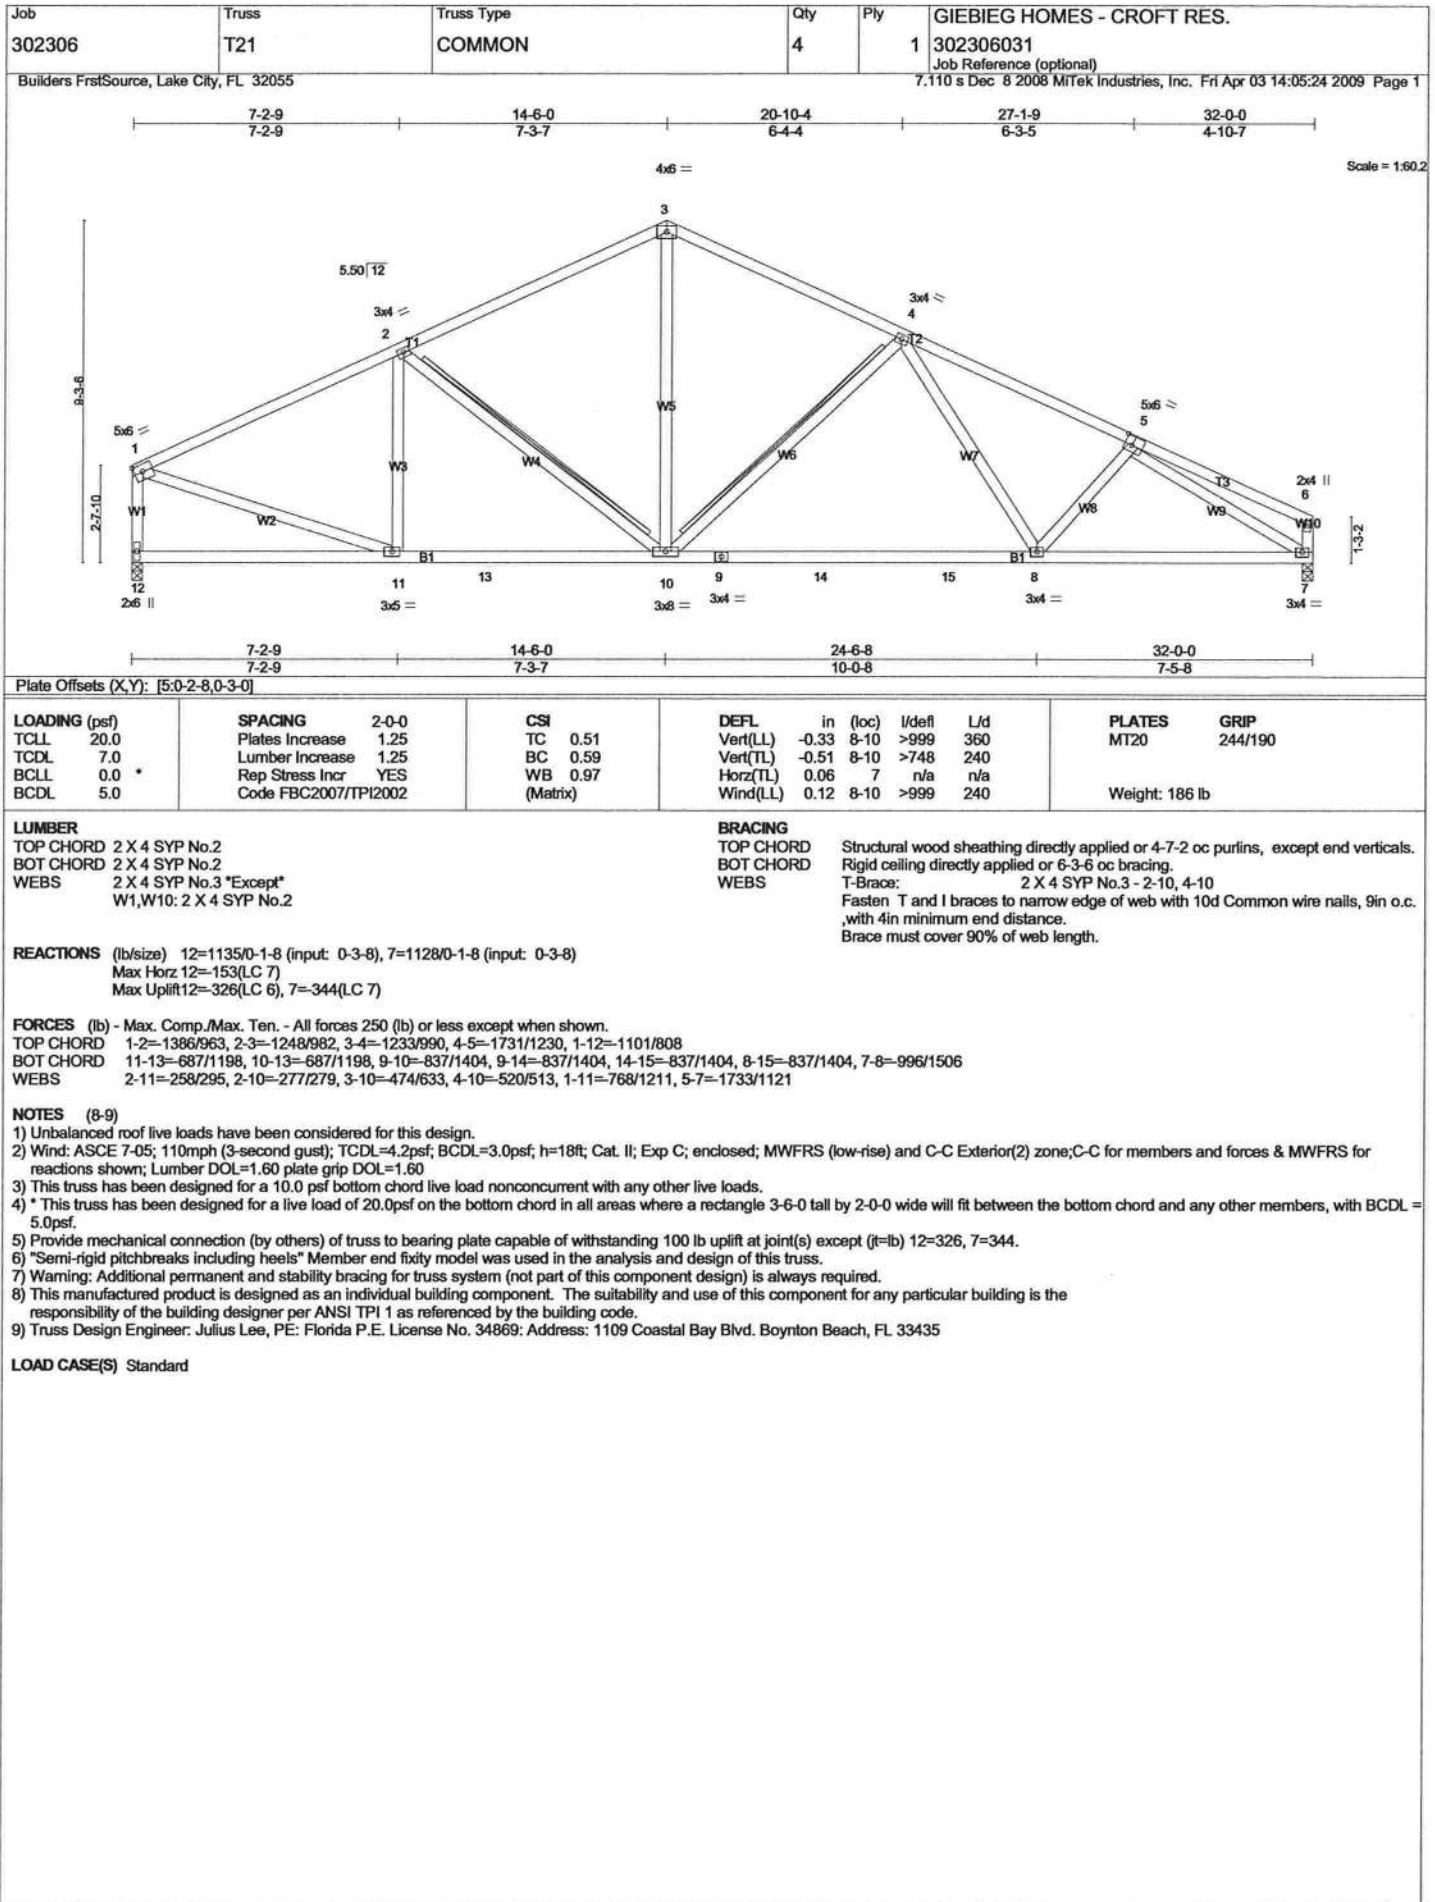 Job Truss Truss Type Qty Ply GIEBIEG HOMES - CROFT RES.
302306 T21 COMMON 4 1 302306031
Job Reference (optional)
Builders FrstSource, Lake City, FL 32055 7.110 s Dec 8 2008 MiTek Industries, Inc. Fri Apr 03 14:05:24 2009 Page 1
7-2-9 14-6-0 20-10-4 27-1-9 32-0-0
7-2-9 7-3-7 6-4-4 6-3-5 4-10-7
4x6 = Scale = 1:60.2
3
5.50 12
3x4 = 3x4 =
2 4
T1 T2
9-3-6
5x6 = 5x6 =
1 5
W5
W3 W4 W6 W7
2-7-10
W1 W2 W8 W9 T3 2x4 ||
6
W10
1-3-2
B1 B1
12 11 13 10 9 14 15 8 7
2x6 || 3x5 = 3x8 = 3x4 = 3x4 = 3x4 =
7-2-9 14-6-0 24-6-8 32-0-0
7-2-9 7-3-7 10-0-8 7-5-8
Plate Offsets (X,Y): [5:0-2-8,0-3-0]
LOADING (psf) SPACING 2-0-0 CSI DEFL in (loc) l/defl L/d PLATES GRIP
TCLL 20.0 Plates Increase 1.25 TC 0.51 Vert(LL) -0.33 8-10 >999 360 MT20 244/190
TCDL 7.0 Lumber Increase 1.25 BC 0.59 Vert(TL) -0.51 8-10 >748 240
BCLL 0.0 * Rep Stress Incr YES WB 0.97 Horz(TL) 0.06 7 n/a n/a
BCDL 5.0 Code FBC2007/TPI2002 (Matrix) Wind(LL) 0.12 8-10 >999 240 Weight: 186 lb
LUMBER
TOP CHORD 2 X 4 SYP No.2
BOT CHORD 2 X 4 SYP No.2
WEBS 2 X 4 SYP No.3 *Except*
W1,W10: 2 X 4 SYP No.2
BRACING
TOP CHORD Structural wood sheathing directly applied or 4-7-2 oc purlins, except end verticals.
BOT CHORD Rigid ceiling directly applied or 6-3-6 oc bracing.
WEBS T-Brace: 2 X 4 SYP No.3 - 2-10, 4-10
Fasten T and I braces to narrow edge of web with 10d Common wire nails, 9in o.c.
,with 4in minimum end distance.
Brace must cover 90% of web length.
REACTIONS (lb/size) 12=1135/0-1-8 (input: 0-3-8), 7=1128/0-1-8 (input: 0-3-8)
Max Horz 12=-153(LC 7)
Max Uplift12=-326(LC 6), 7=-344(LC 7)
FORCES (lb) - Max. Comp./Max. Ten. - All forces 250 (lb) or less except when shown.
TOP CHORD 1-2=-1386/963, 2-3=-1248/982, 3-4=-1233/990, 4-5=-1731/1230, 1-12=-1101/808
BOT CHORD 11-13=-687/1198, 10-13=-687/1198, 9-10=-837/1404, 9-14=-837/1404, 14-15=-837/1404, 8-15=-837/1404, 7-8=-996/1506
WEBS 2-11=-258/295, 2-10=-277/279, 3-10=-474/633, 4-10=-520/513, 1-11=-768/1211, 5-7=-1733/1121
NOTES (8-9)
1) Unbalanced roof live loads have been considered for this design.
2) Wind: ASCE 7-05; 110mph (3-second gust); TCDL=4.2psf; BCDL=3.0psf; h=18ft; Cat. II; Exp C; enclosed; MWFRS (low-rise) and C-C Exterior(2) zone;C-C for members and forces & MWFRS for
reactions shown; Lumber DOL=1.60 plate grip DOL=1.60
3) This truss has been designed for a 10.0 psf bottom chord live load nonconcurrent with any other live loads.
4) * This truss has been designed for a live load of 20.0psf on the bottom chord in all areas where a rectangle 3-6-0 tall by 2-0-0 wide will fit between the bottom chord and any other members, with BCDL =
5.0psf.
5) Provide mechanical connection (by others) of truss to bearing plate capable of withstanding 100 lb uplift at joint(s) except (jt=lb) 12=326, 7=344.
6) "Semi-rigid pitchbreaks including heels" Member end fixity model was used in the analysis and design of this truss.
7) Warning: Additional permanent and stability bracing for truss system (not part of this component design) is always required.
8) This manufactured product is designed as an individual building component. The suitability and use of this component for any particular building is the
responsibility of the building designer per ANSI TPI 1 as referenced by the building code.
9) Truss Design Engineer: Julius Lee, PE: Florida P.E. License No. 34869: Address: 1109 Coastal Bay Blvd. Boynton Beach, FL 33435
LOAD CASE(S) Standard